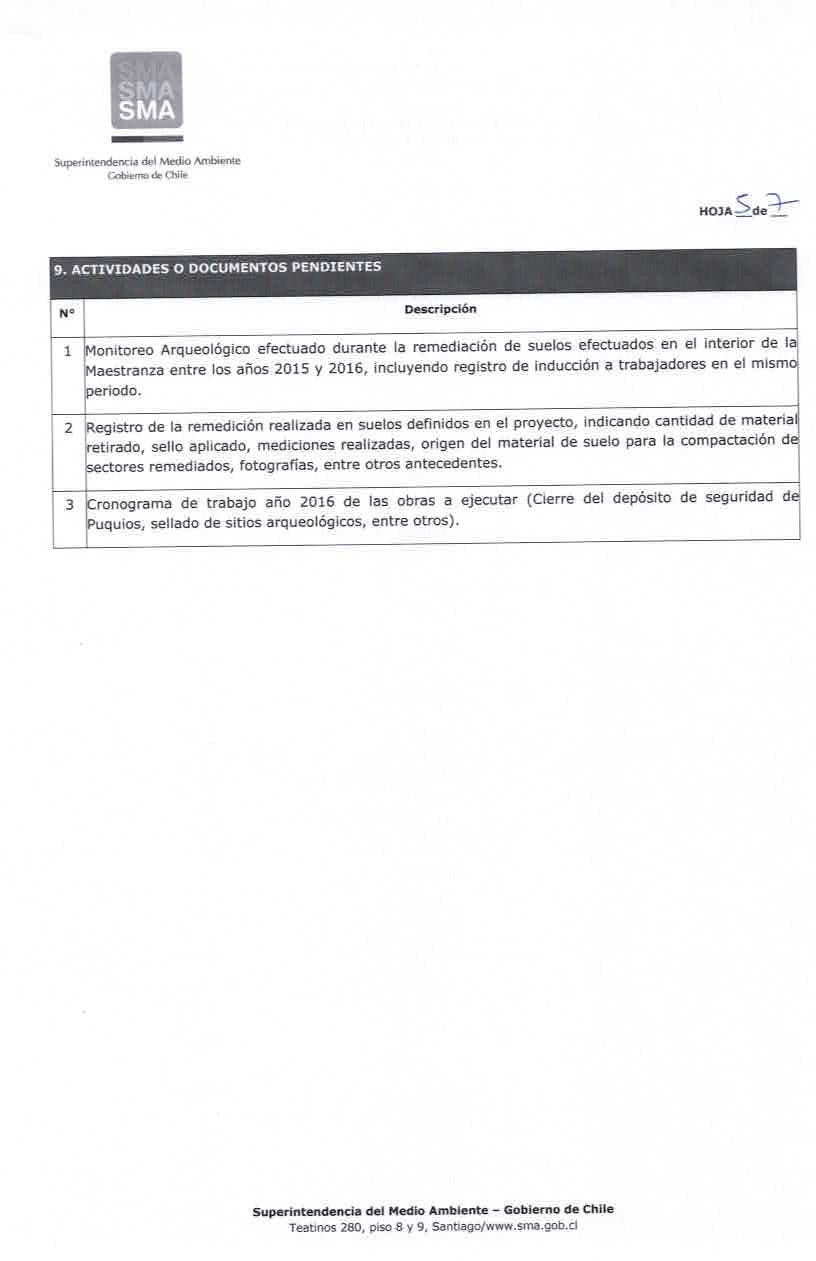 SMA
SMA
SMA
Superintendencia del Medio Ambiente
Gobierno de Chile
HOJA 5 de 7
9. ACTIVIDADES O DOCUMENTOS PENDIENTES
N° Descripción
1 Monitoreo Arqueológico efectuado durante la remediación de suelos efectuados en el interior de la
Maestranza entre los años 2015 y 2016, incluyendo registro de inducción a trabajadores en el mismo
periodo.
2 Registro de la remedición realizada en suelos definidos en el proyecto, indicando cantidad de material
retirado, sello aplicado, mediciones realizadas, origen del material de suelo para la compactación de
sectores remediados, fotografías, entre otros antecedentes.
3 Cronograma de trabajo año 2016 de las obras a ejecutar (Cierre del depósito de seguridad de
Puquios, sellado de sitios arqueológicos, entre otros).
Superintendencia del Medio Ambiente – Gobierno de Chile
Teatinos 280, piso 8 y 9, Santiago/www.sma.gob.cl